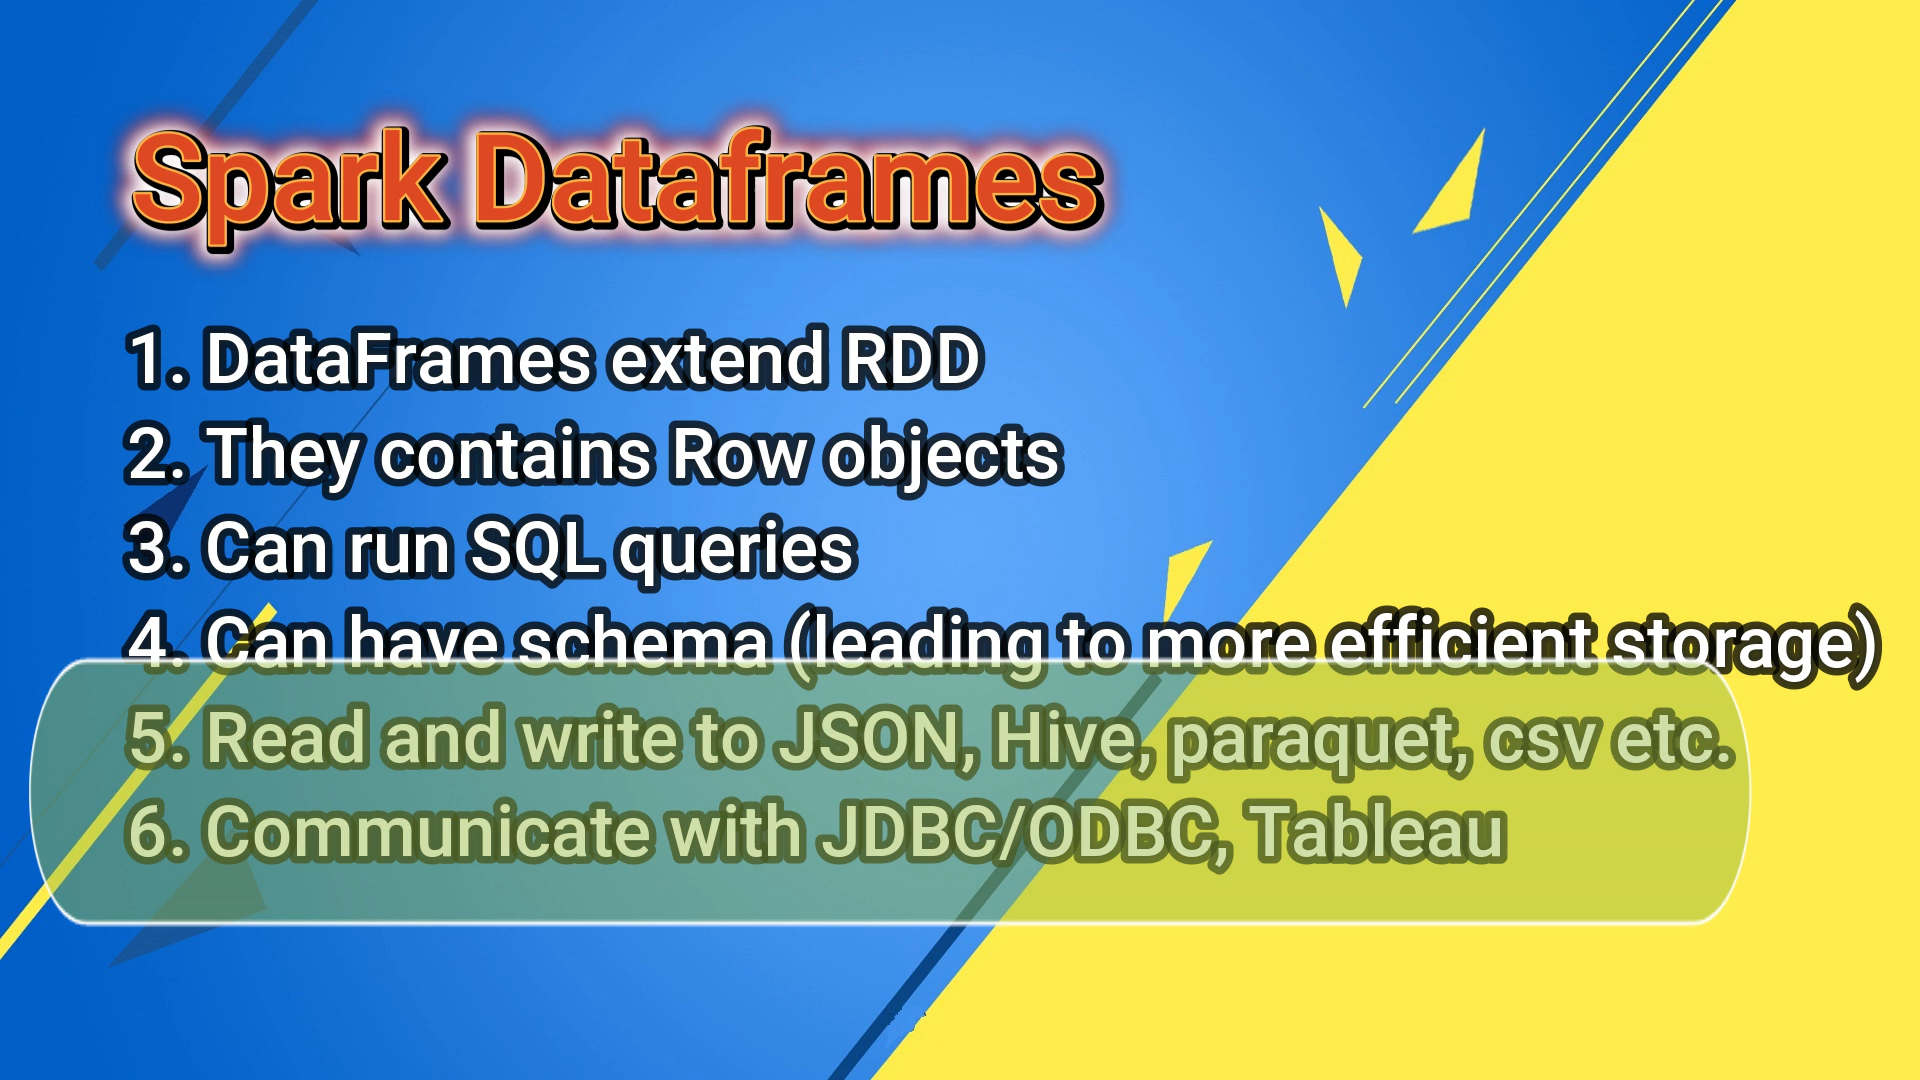 Spark Dataframes
1. DataFrames extend RDD
2. They contains Row objects
3. Can run SQL queries
4. Can have schema (leading to more efficient storage)
5. Read and write to JSON, Hive, paraquet, csv etc.
6. Communicate with JDBC/ODBC, Tableau